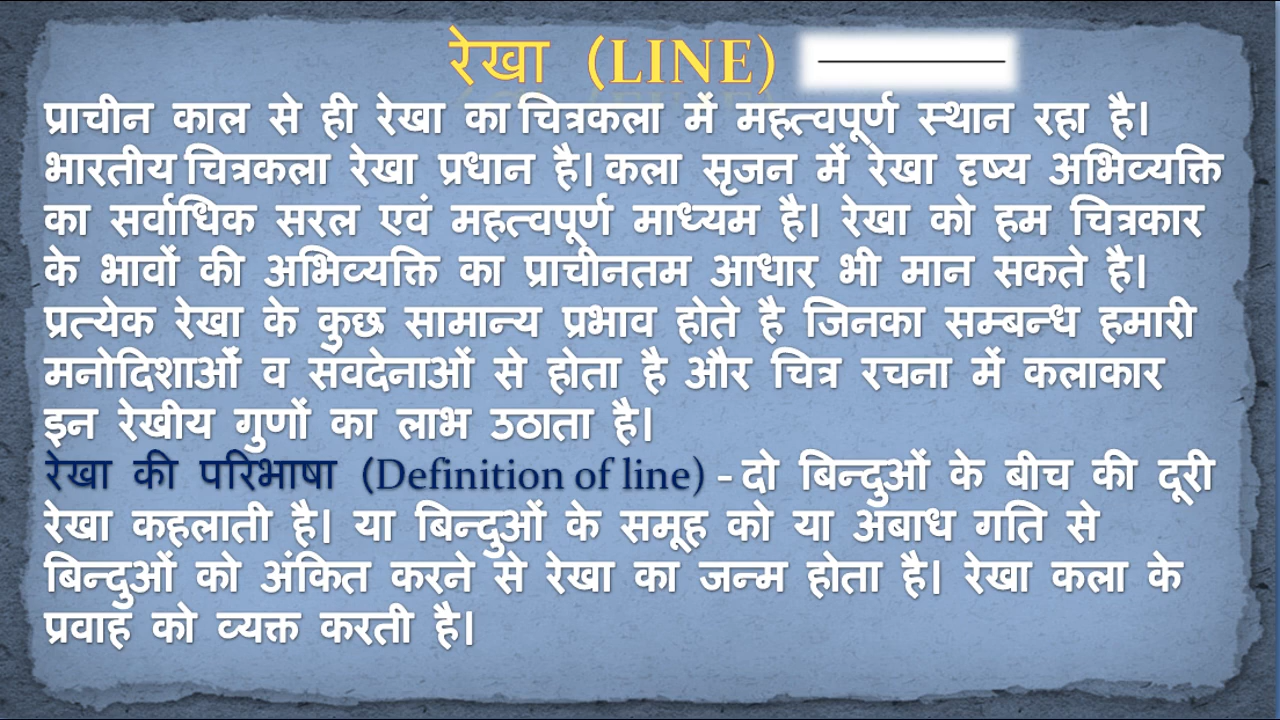 रेखा (LINE)
प्राचीन काल से ही रेखा का चित्रकला में महत्वपूर्ण स्थान रहा है।
भारतीय चित्रकला रेखा प्रधान है। कला सृजन में रेखा दृष्य अभिव्यक्ति
का सर्वाधिक सरल एवं महत्वपूर्ण माध्यम है। रेखा को हम चित्रकार
के भावों की अभिव्यक्ति का प्राचीनतम आधार भी मान सकते है।
प्रत्येक रेखा के कुछ सामान्य प्रभाव होते है जिनका सम्बन्ध हमारी
मनोदिशाओं व संवदेनाओं से होता है और चित्र रचना में कलाकार
इन रेखीय गुणों का लाभ उठाता है।
रेखा की परिभाषा (Definition of line) – दो बिन्दुओं के बीच की दूरी
रेखा कहलाती है। या बिन्दुओं के समूह को या अबाध गति से
बिन्दुओं को अंकित करने से रेखा का जन्म होता है। रेखा कला के
प्रवाह को व्यक्त करती है।